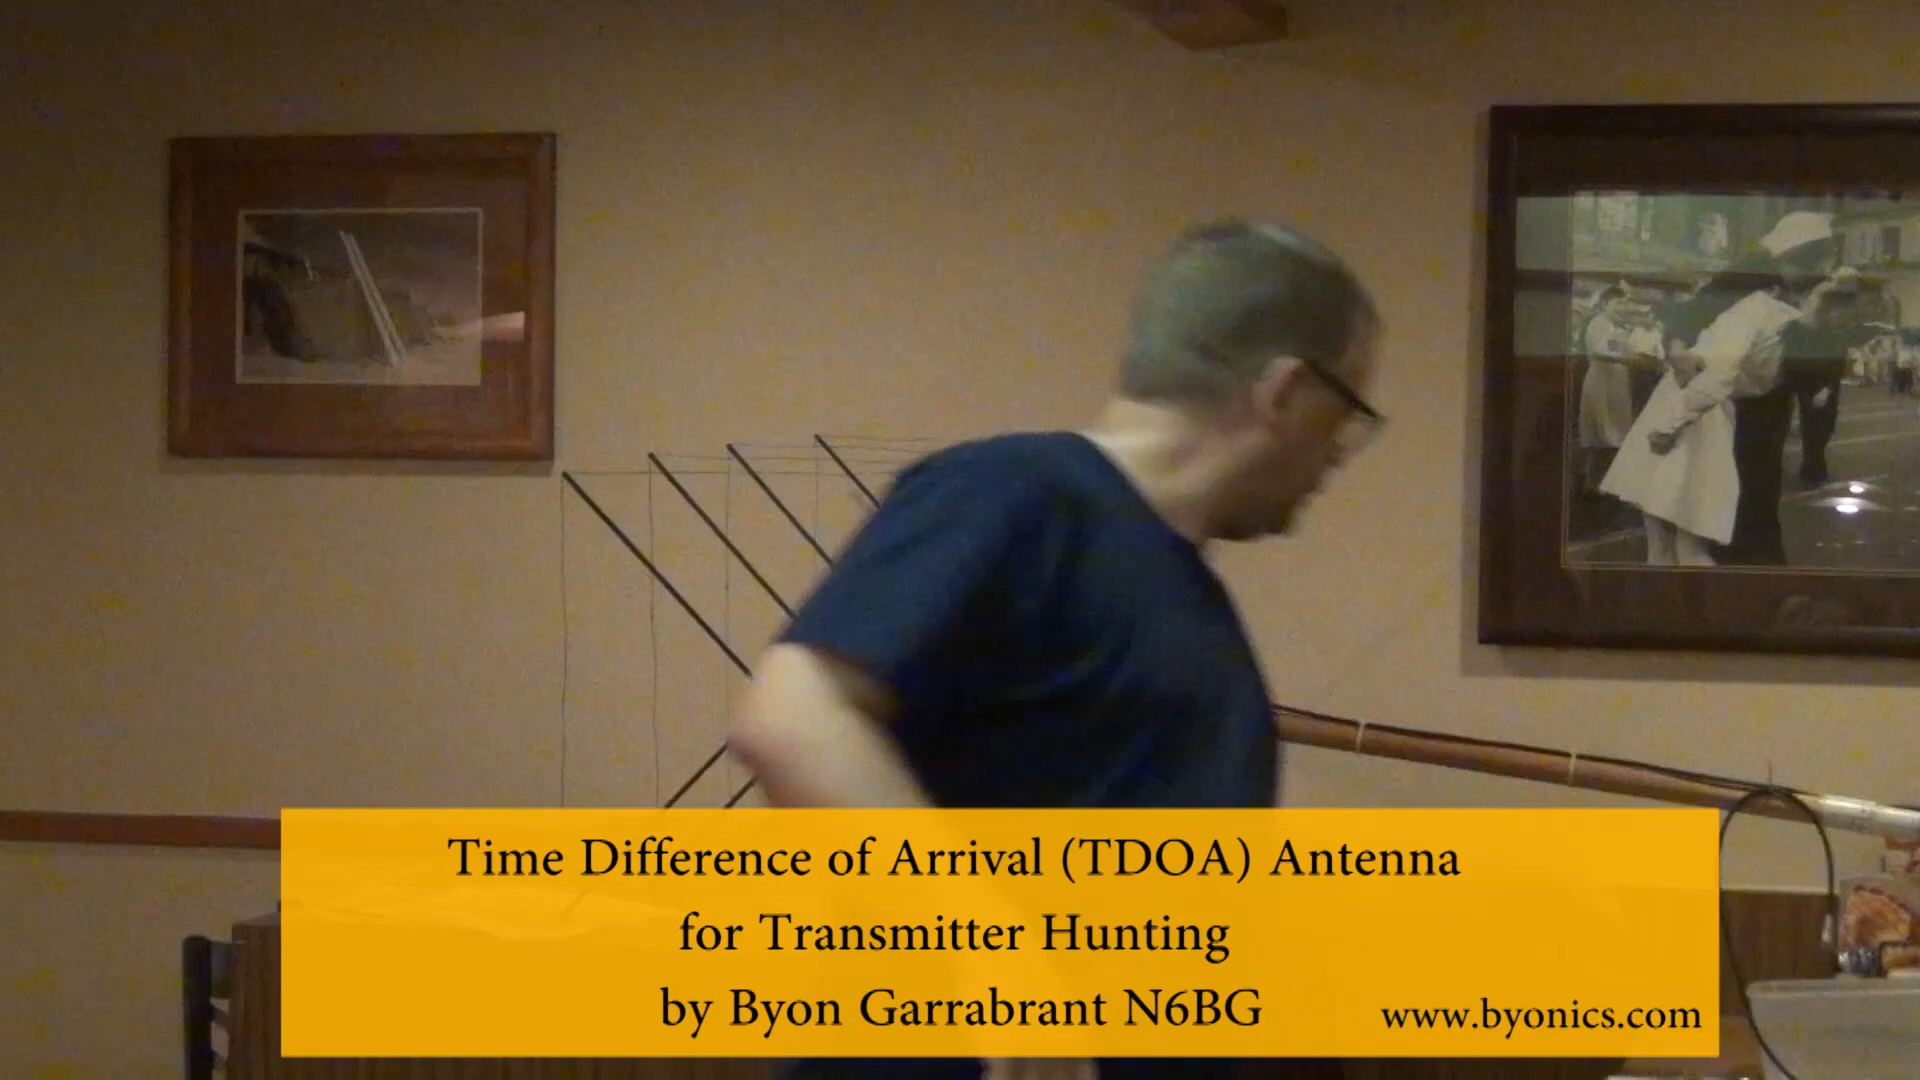 Time Difference of Arrival (TDOA) Antenna
for Transmitter Hunting
by Byon Garrabrant N6BG
www.byonics.com